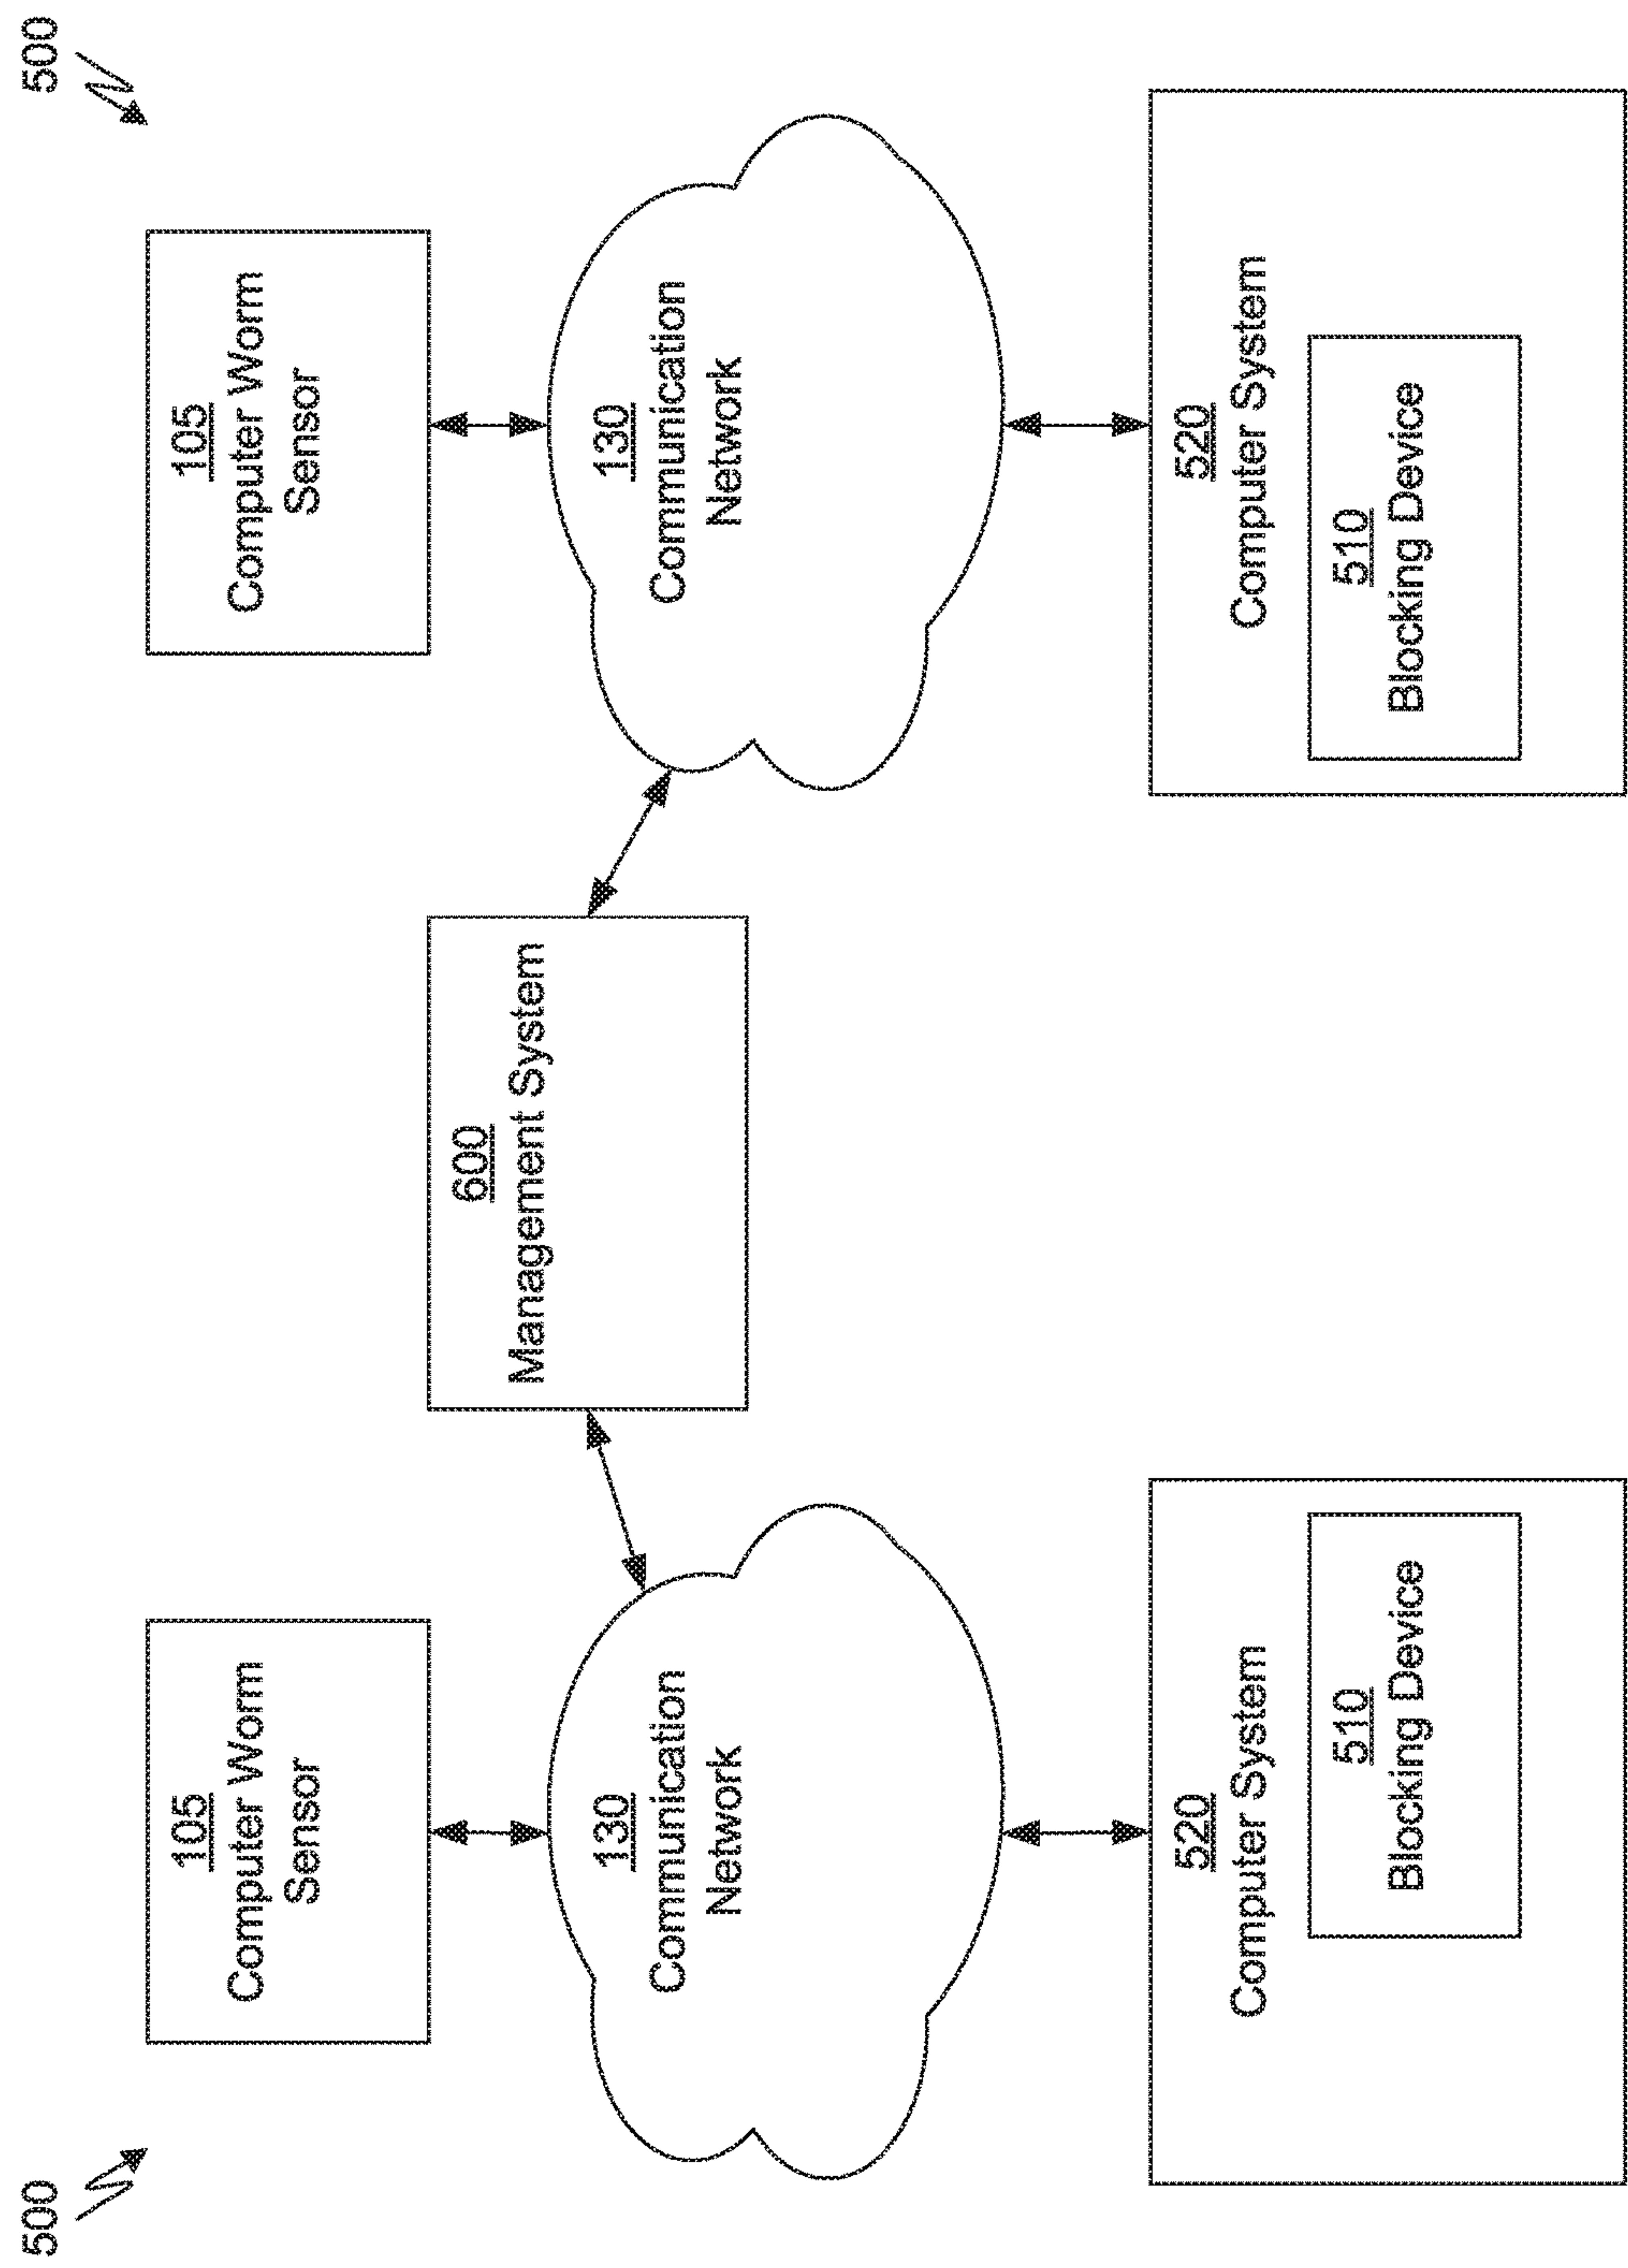 500
105
Computer Worm
Sensor
130
Communication
Network
520
Computer System
510
Blocking Device
600
Management System
500
105
Computer Worm
Sensor
130
Communication
Network
520
Computer System
510
Blocking Device